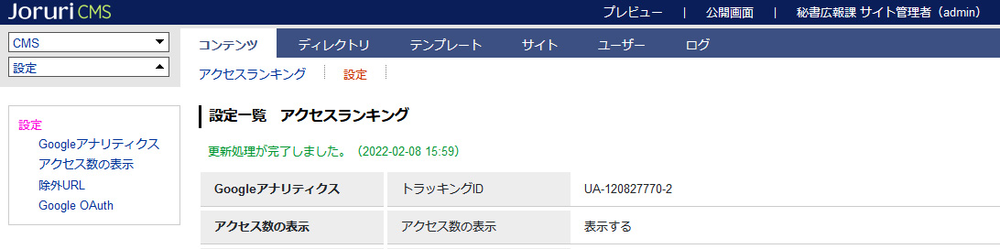 Joruri CMS
プレビュー | 公開画面 | 秘書広報課 サイト管理者（admin）
CMS
設定
コンテンツ ディレクトリ テンプレート サイト ユーザー ログ
アクセスランキング 設定
設定
Googleアナリティクス
アクセス数の表示
除外URL
Google OAuth
設定一覧 アクセスランキング
更新処理が完了しました。（2022-02-08 15:59）
Googleアナリティクス トラッキングID UA-120827770-2
アクセス数の表示 アクセス数の表示 表示する